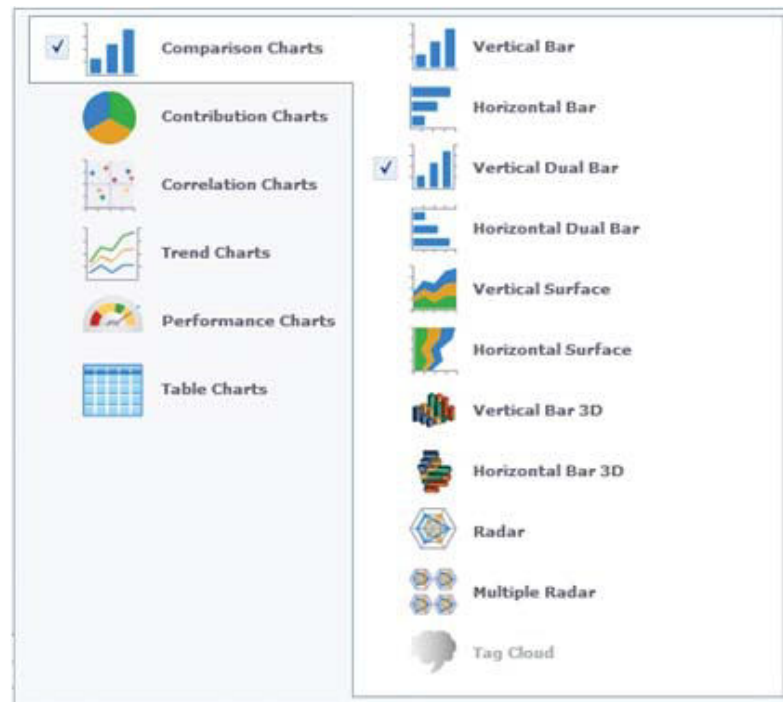 Comparison Charts
Contribution Charts
Correlation Charts
Trend Charts
Performance Charts
Table Charts
Vertical Bar
Horizontal Bar
Vertical Dual Bar
Horizontal Dual Bar
Vertical Surface
Horizontal Surface
Vertical Bar 3D
Horizontal Bar 3D
Radar
Multiple Radar
Tag Cloud